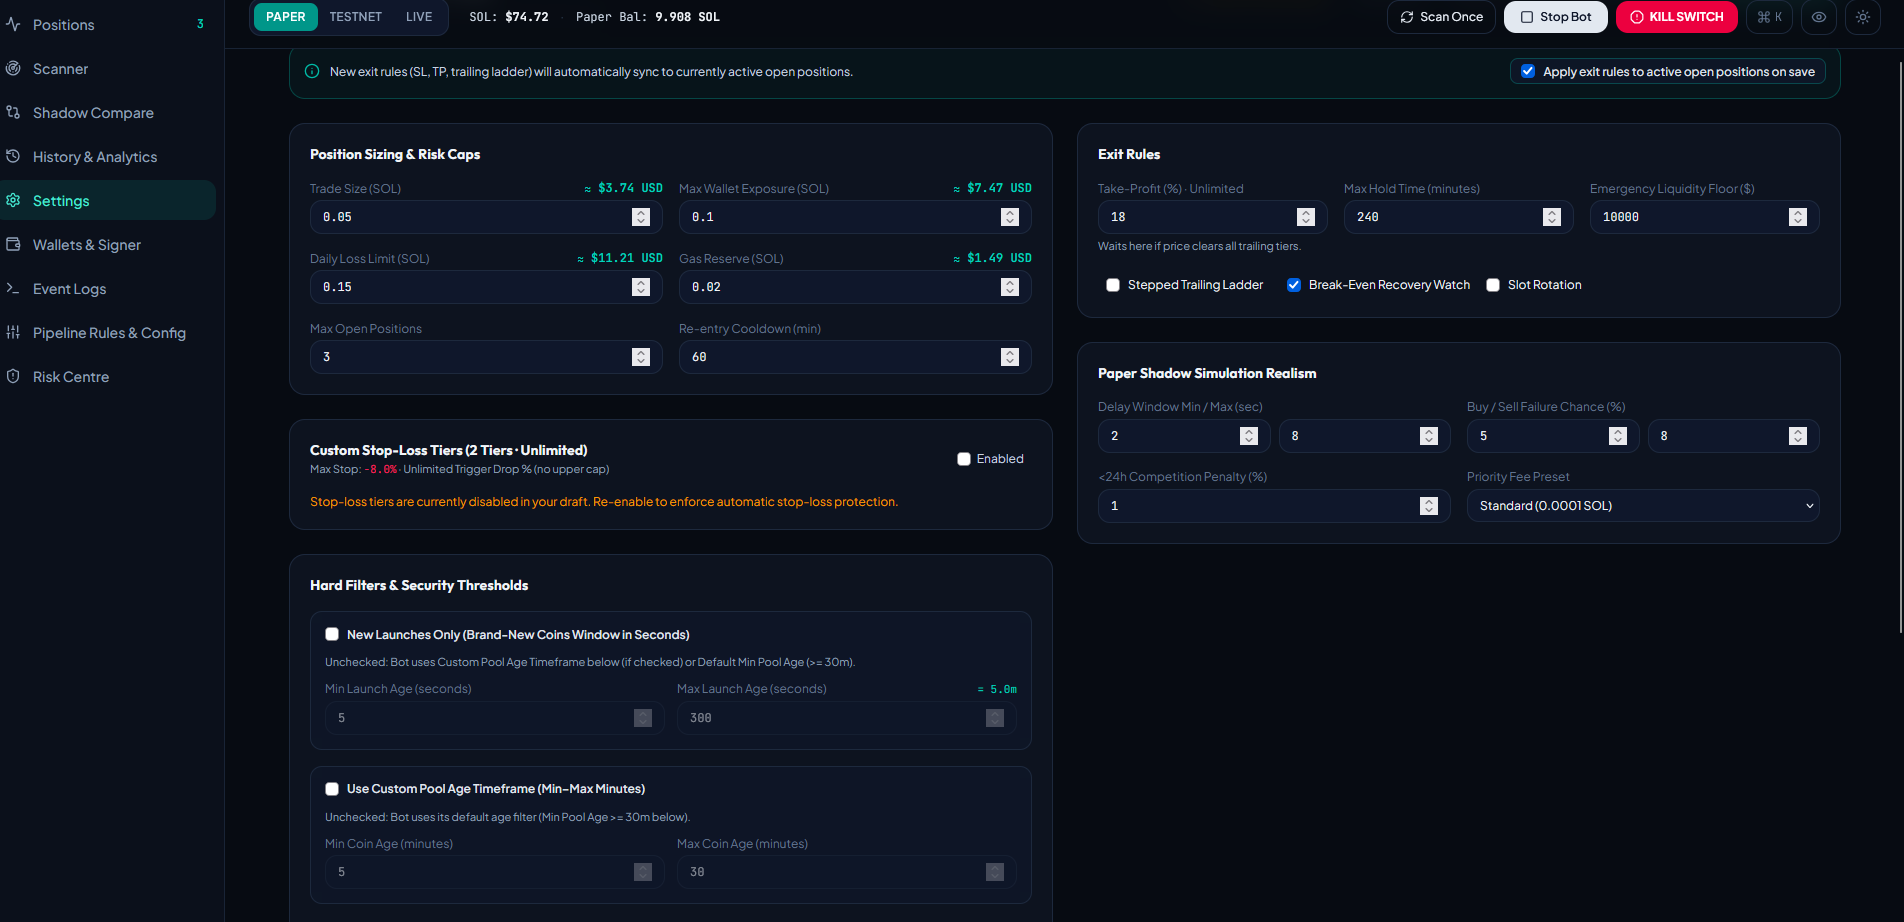 Positions 3
Scanner
Shadow Compare
History & Analytics
Settings
Wallets & Signer
Event Logs
Pipeline Rules & Config
Risk Centre
PAPER TESTNET LIVE SOL: $74.72 · Paper Bal: 9.908 SOL
Scan Once Stop Bot KILL SWITCH ⌘ K
New exit rules (SL, TP, trailing ladder) will automatically sync to currently active open positions.
Apply exit rules to active open positions on save
Position Sizing & Risk Caps
Trade Size (SOL) ≈ $3.74 USD Max Wallet Exposure (SOL) ≈ $7.47 USD
0.05 0.1
Daily Loss Limit (SOL) ≈ $11.21 USD Gas Reserve (SOL) ≈ $1.49 USD
0.15 0.02
Max Open Positions Re-entry Cooldown (min)
3 60
Custom Stop-Loss Tiers (2 Tiers · Unlimited)
Max Stop: -8.0% · Unlimited Trigger Drop % (no upper cap)
Enabled
Stop-loss tiers are currently disabled in your draft. Re-enable to enforce automatic stop-loss protection.
Hard Filters & Security Thresholds
New Launches Only (Brand-New Coins Window in Seconds)
Unchecked: Bot uses Custom Pool Age Timeframe below (if checked) or Default Min Pool Age (>= 30m).
Min Launch Age (seconds) Max Launch Age (seconds) = 5.0m
5 300
Use Custom Pool Age Timeframe (Min–Max Minutes)
Unchecked: Bot uses its default age filter (Min Pool Age >= 30m below).
Min Coin Age (minutes) Max Coin Age (minutes)
5 30
Exit Rules
Take-Profit (%) · Unlimited Max Hold Time (minutes) Emergency Liquidity Floor ($)
18 240 10000
Waits here if price clears all trailing tiers.
Stepped Trailing Ladder Break-Even Recovery Watch Slot Rotation
Paper Shadow Simulation Realism
Delay Window Min / Max (sec) Buy / Sell Failure Chance (%)
2 8 5 8
<24h Competition Penalty (%) Priority Fee Preset
1 Standard (0.0001 SOL)